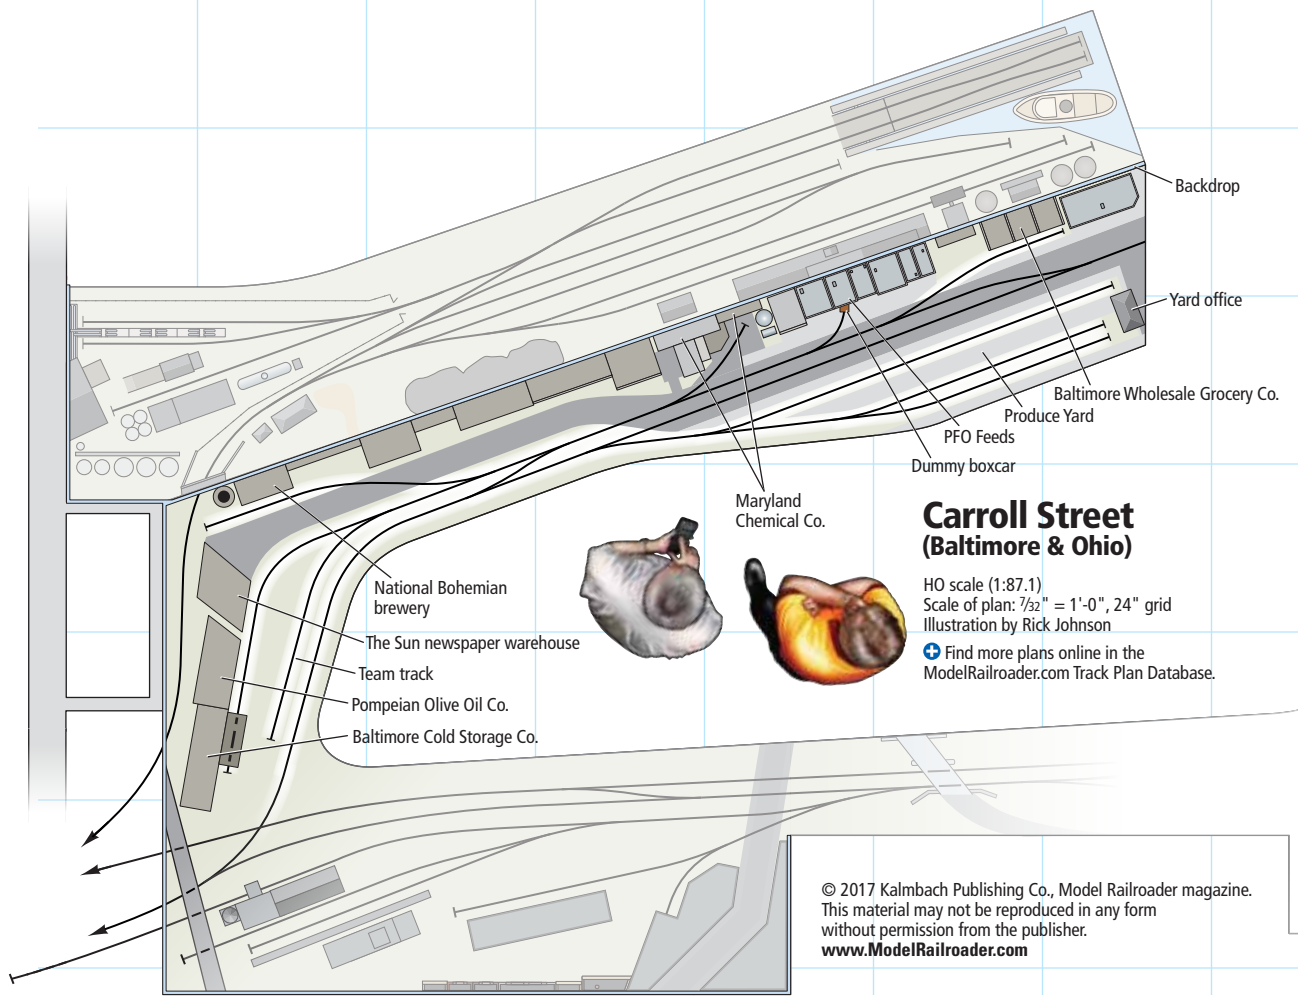 Backdrop
Yard office
Baltimore Wholesale Grocery Co.
Produce Yard
PFO Feeds
Dummy boxcar
Maryland
Chemical Co.
Carroll Street
(Baltimore & Ohio)
HO scale (1:87.1)
Scale of plan: 7/32" = 1'-0", 24" grid
Illustration by Rick Johnson
Find more plans online in the
ModelRailroader.com Track Plan Database.
National Bohemian
brewery
The Sun newspaper warehouse
Team track
Pompeian Olive Oil Co.
Baltimore Cold Storage Co.
© 2017 Kalmbach Publishing Co., Model Railroader magazine.
This material may not be reproduced in any form
without permission from the publisher.
www.ModelRailroader.com